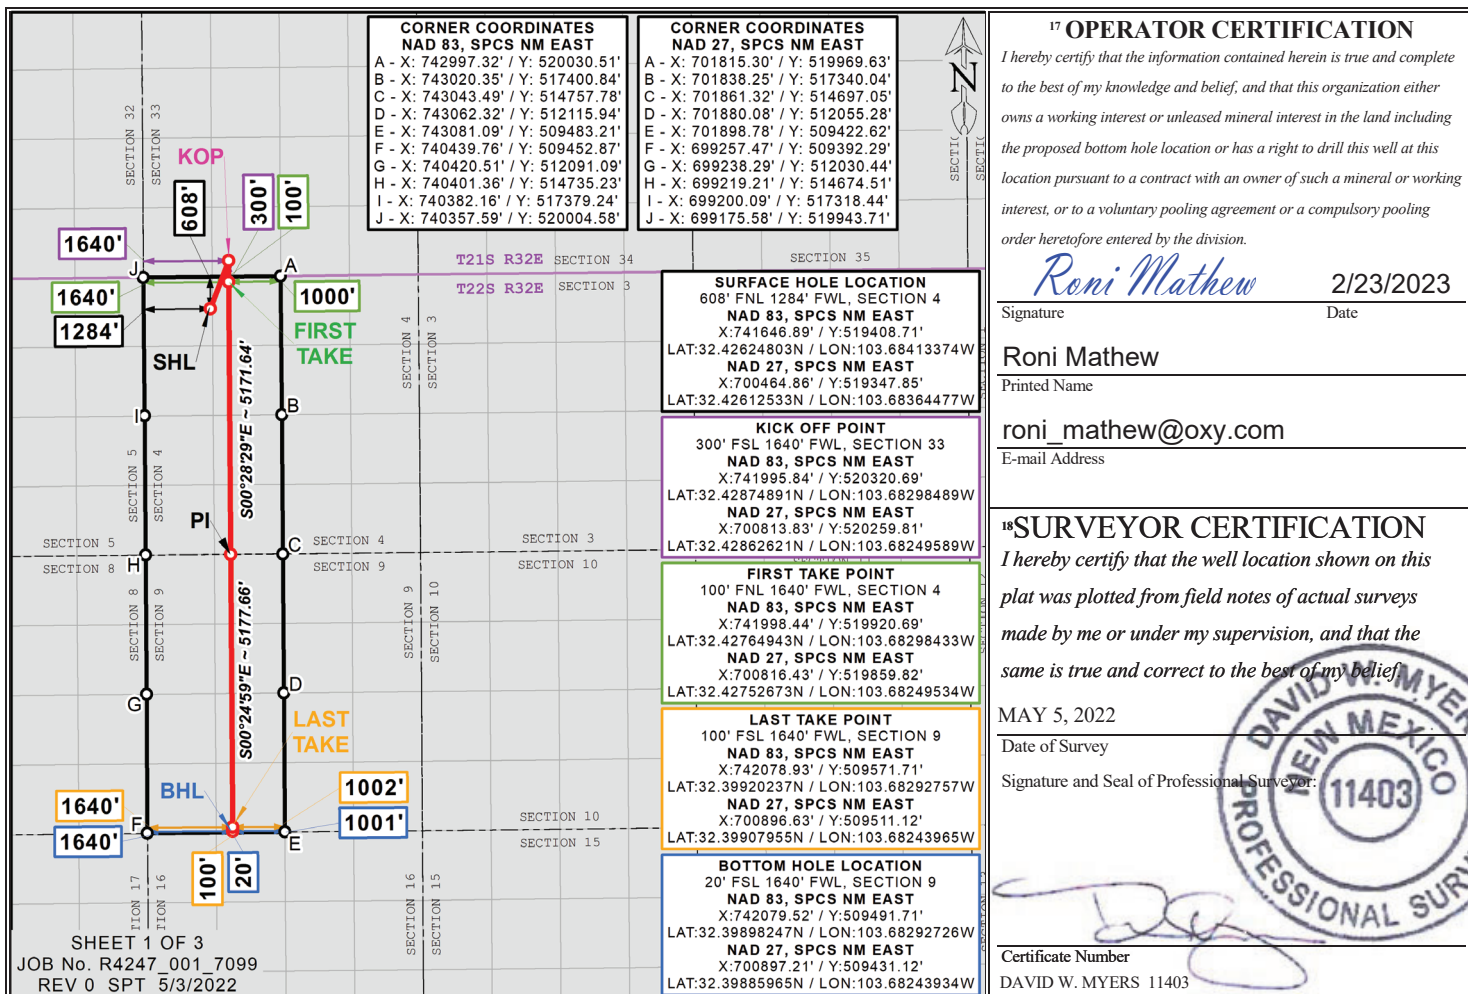 CORNER COORDINATES
NAD 83, SPCS NM EAST
A - X: 742997.32' / Y: 520030.51'
B - X: 743020.35' / Y: 517400.84'
C - X: 743043.49' / Y: 514757.78'
D - X: 743062.32' / Y: 512115.94'
E - X: 743081.09' / Y: 509483.21'
F - X: 740439.76' / Y: 509452.87'
G - X: 740420.51' / Y: 512091.09'
H - X: 740401.36' / Y: 514735.23'
I - X: 740382.16' / Y: 517379.24'
J - X: 740357.59' / Y: 520004.58'
CORNER COORDINATES
NAD 27, SPCS NM EAST
A - X: 701815.30' / Y: 519969.63'
B - X: 701838.25' / Y: 517340.04'
C - X: 701861.32' / Y: 514697.05'
D - X: 701880.08' / Y: 512055.28'
E - X: 701898.78' / Y: 509422.62'
F - X: 699257.47' / Y: 509392.29'
G - X: 699238.29' / Y: 512030.44'
H - X: 699219.21' / Y: 514674.51'
I - X: 699200.09' / Y: 517318.44'
J - X: 699175.58' / Y: 519943.71'
N
SECTION 32
SECTION 33
KOP
608'
300'
100'
1640'
J
A
T21S R32E SECTION 34
SECTION 35
T22S R32E SECTION 3
1640'
1000'
1284'
FIRST
TAKE
SHL
SECTION 4
SECTION 3
S00°28'29"E ~ 5171.64'
I
B
SECTION 5
SECTION 4
PI
SECTION 5
SECTION 4
SECTION 3
H
C
SECTION 8
SECTION 9
SECTION 10
SECTION 8
SECTION 9
SECTION 9
SECTION 10
S00°24'59"E ~ 5177.66'
G
D
LAST
TAKE
BHL
1640'
1002'
F
E
1640'
1001'
SECTION 10
SECTION 15
100'
20'
TION 17
TION 16
SECTION 16
SECTION 15
SHEET 1 OF 3
JOB No. R4247_001_7099
REV 0 SPT 5/3/2022
SURFACE HOLE LOCATION
608' FNL 1284' FWL, SECTION 4
NAD 83, SPCS NM EAST
X:741646.89' / Y:519408.71'
LAT:32.42624803N / LON:103.68413374W
NAD 27, SPCS NM EAST
X:700464.86' / Y:519347.85'
LAT:32.42612533N / LON:103.68364477W
KICK OFF POINT
300' FSL 1640' FWL, SECTION 33
NAD 83, SPCS NM EAST
X:741995.84' / Y:520320.69'
LAT:32.42874891N / LON:103.68298489W
NAD 27, SPCS NM EAST
X:700813.83' / Y:520259.81'
LAT:32.42862621N / LON:103.68249589W
FIRST TAKE POINT
100' FNL 1640' FWL, SECTION 4
NAD 83, SPCS NM EAST
X:741998.44' / Y:519920.69'
LAT:32.42764943N / LON:103.68298433W
NAD 27, SPCS NM EAST
X:700816.43' / Y:519859.82'
LAT:32.42752673N / LON:103.68249534W
LAST TAKE POINT
100' FSL 1640' FWL, SECTION 9
NAD 83, SPCS NM EAST
X:742078.93' / Y:509571.71'
LAT:32.39920237N / LON:103.68292757W
NAD 27, SPCS NM EAST
X:700896.63' / Y:509511.12'
LAT:32.39907955N / LON:103.68243965W
BOTTOM HOLE LOCATION
20' FSL 1640' FWL, SECTION 9
NAD 83, SPCS NM EAST
X:742079.52' / Y:509491.71'
LAT:32.39898247N / LON:103.68292726W
NAD 27, SPCS NM EAST
X:700897.21' / Y:509431.12'
LAT:32.39885965N / LON:103.68243934W
17 OPERATOR CERTIFICATION
I hereby certify that the information contained herein is true and complete
to the best of my knowledge and belief, and that this organization either
owns a working interest or unleased mineral interest in the land including
the proposed bottom hole location or has a right to drill this well at this
location pursuant to a contract with an owner of such a mineral or working
interest, or to a voluntary pooling agreement or a compulsory pooling
order heretofore entered by the division.
Roni Mathew 2/23/2023
Signature Date
Roni Mathew
Printed Name
roni_mathew@oxy.com
E-mail Address
18 SURVEYOR CERTIFICATION
I hereby certify that the well location shown on this
plat was plotted from field notes of actual surveys
made by me or under my supervision, and that the
same is true and correct to the best of my belief.
MAY 5, 2022
Date of Survey
Signature and Seal of Professional Surveyor:
DAVID W. MYER
NEW MEXICO
11403
PROFESSIONAL SURV
Certificate Number
DAVID W. MYERS 11403